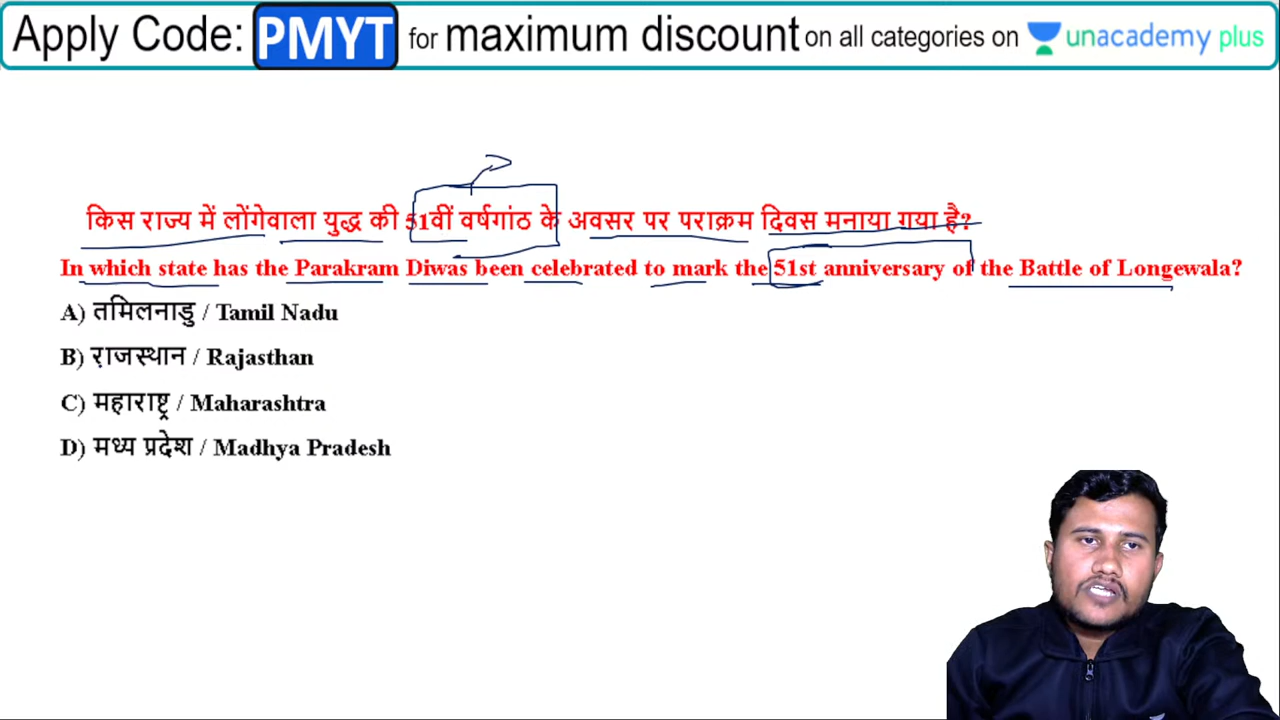 Apply Code: PMYT for maximum discount on all categories on unacademy plus
किस राज्य में लोंगेवाला युद्ध की 51वीं वर्षगांठ के अवसर पर पराक्रम दिवस मनाया गया है?
In which state has the Parakram Diwas been celebrated to mark the 51st anniversary of the Battle of Longewala?
A) तमिलनाडु / Tamil Nadu
B) राजस्थान / Rajasthan
C) महाराष्ट्र / Maharashtra
D) मध्य प्रदेश / Madhya Pradesh